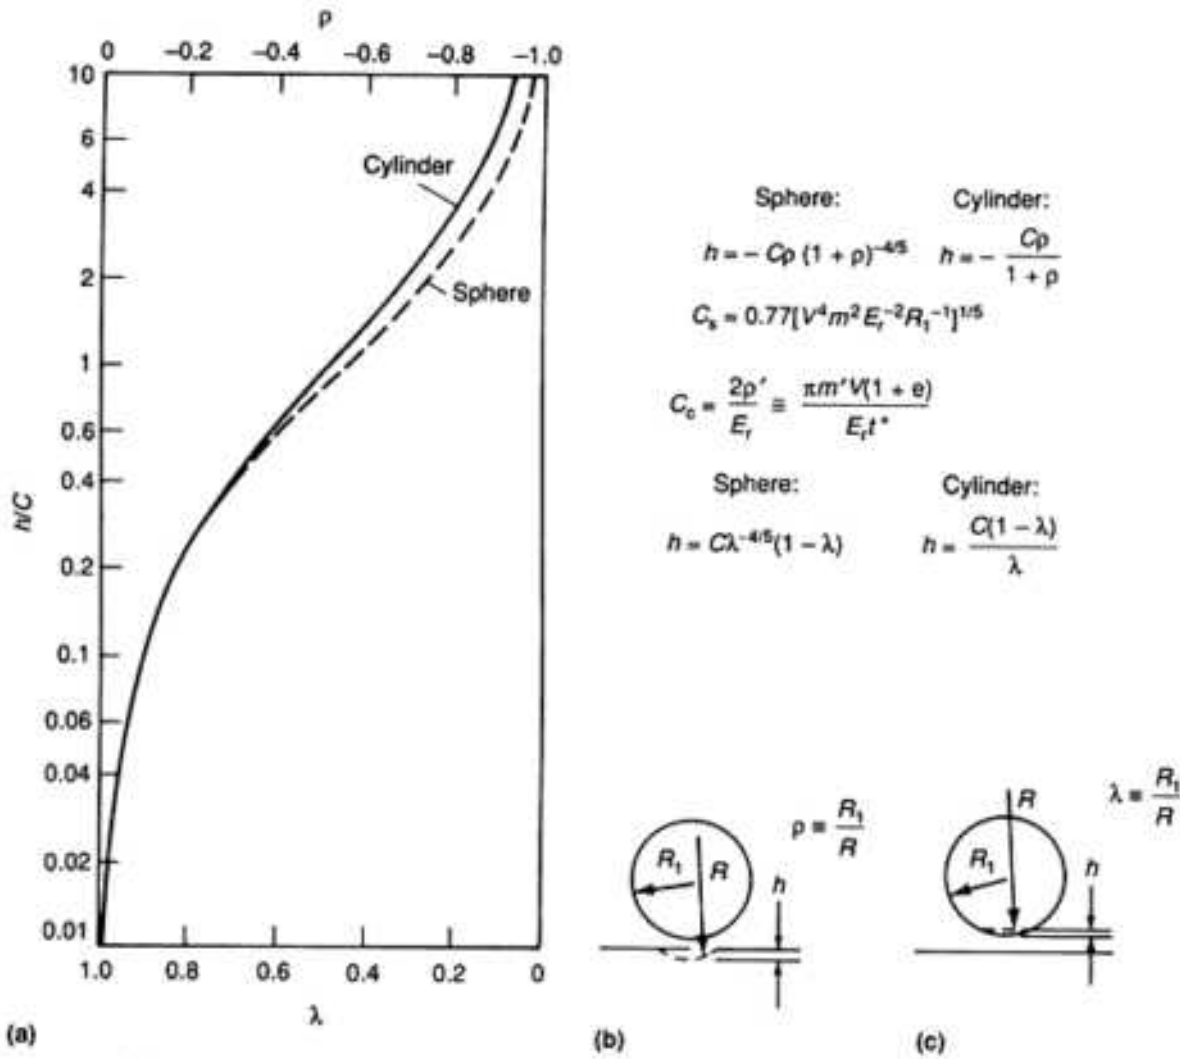 ρ
0 –0.2 –0.4 –0.6 –0.8 –1.0
10
6
4
2
1
0.6
0.4
0.2
0.1
0.06
0.04
0.02
0.01
h/C
Cylinder
Sphere
1.0 0.8 0.6 0.4 0.2 0
λ
(a)
Sphere: Cylinder:
h = – Cρ (1 + ρ)^–4/5 h = – Cρ / 1 + ρ
C_s = 0.77[V^4 m^2 E_r^–2 R_1^–1]^1/5
C_c = 2ρ′ / E_r ≅ πm′V(1 + e) / E_r t*
Sphere: Cylinder:
h = Cλ^–4/5(1 – λ) h = C(1 – λ) / λ
R_1 R h
ρ ≡ R_1 / R
(b)
R_1 R h
λ ≡ R_1 / R
(c)